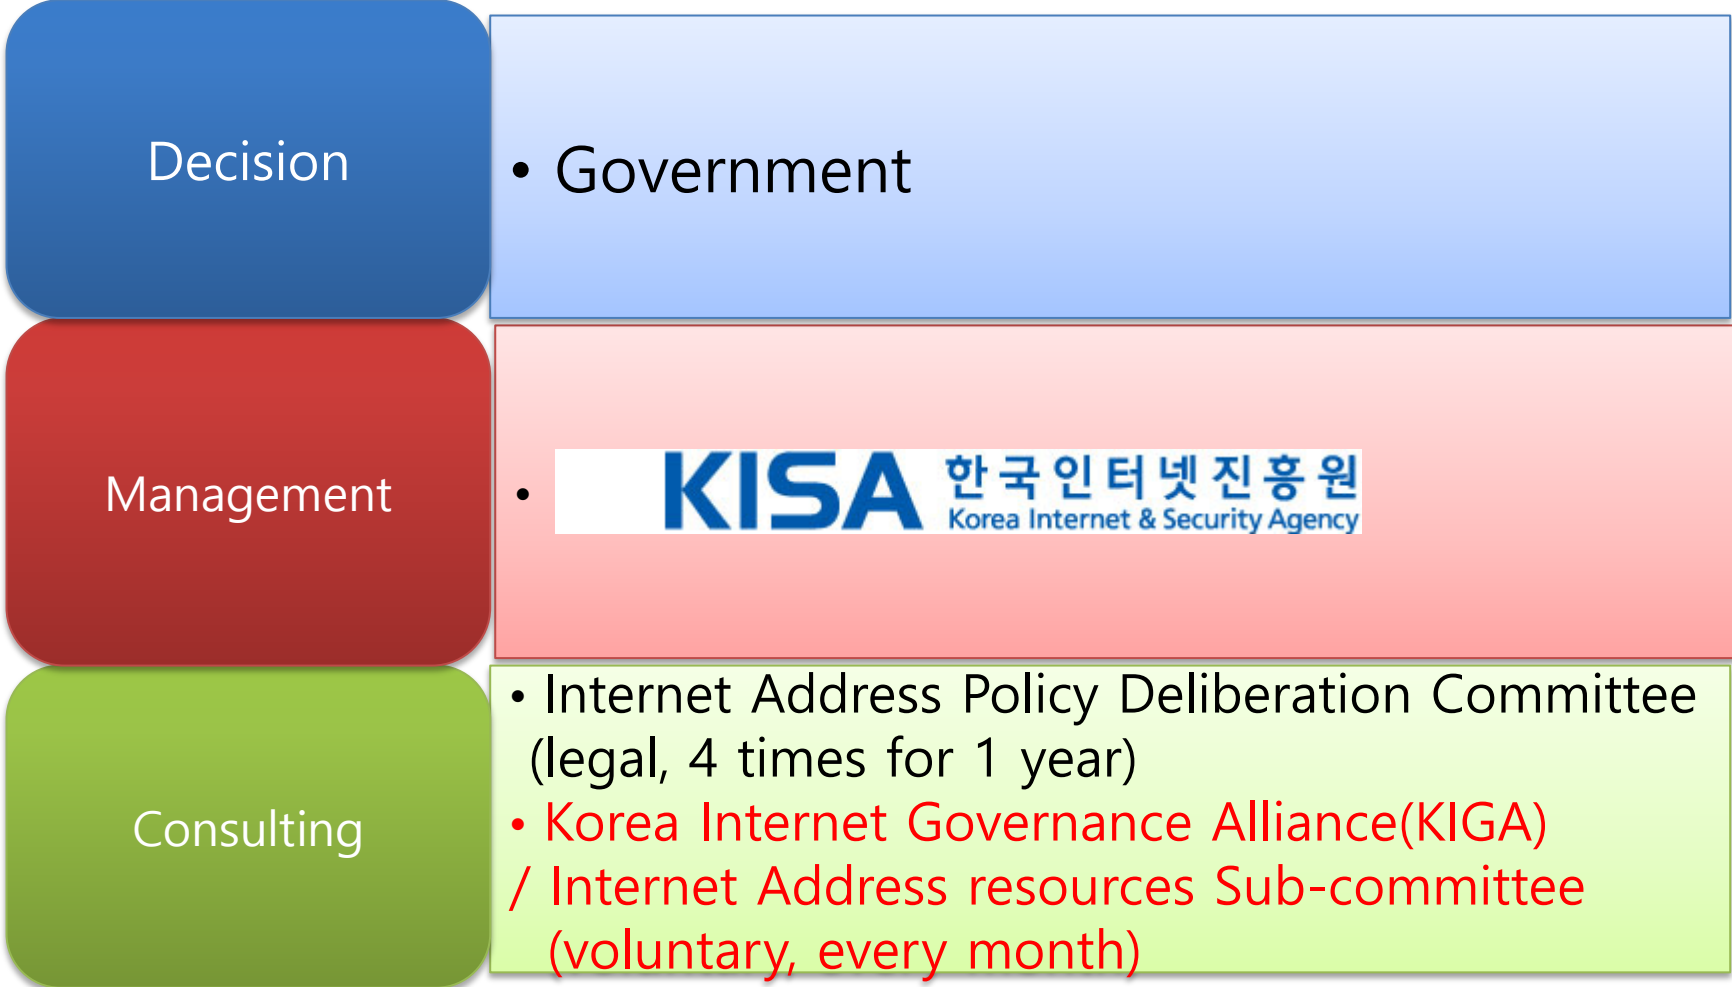 Decision
• Government
Management
• KISA 한국인터넷진흥원
Korea Internet & Security Agency
Consulting
• Internet Address Policy Deliberation Committee
(legal, 4 times for 1 year)
• Korea Internet Governance Alliance(KIGA)
/ Internet Address resources Sub-committee
(voluntary, every month)